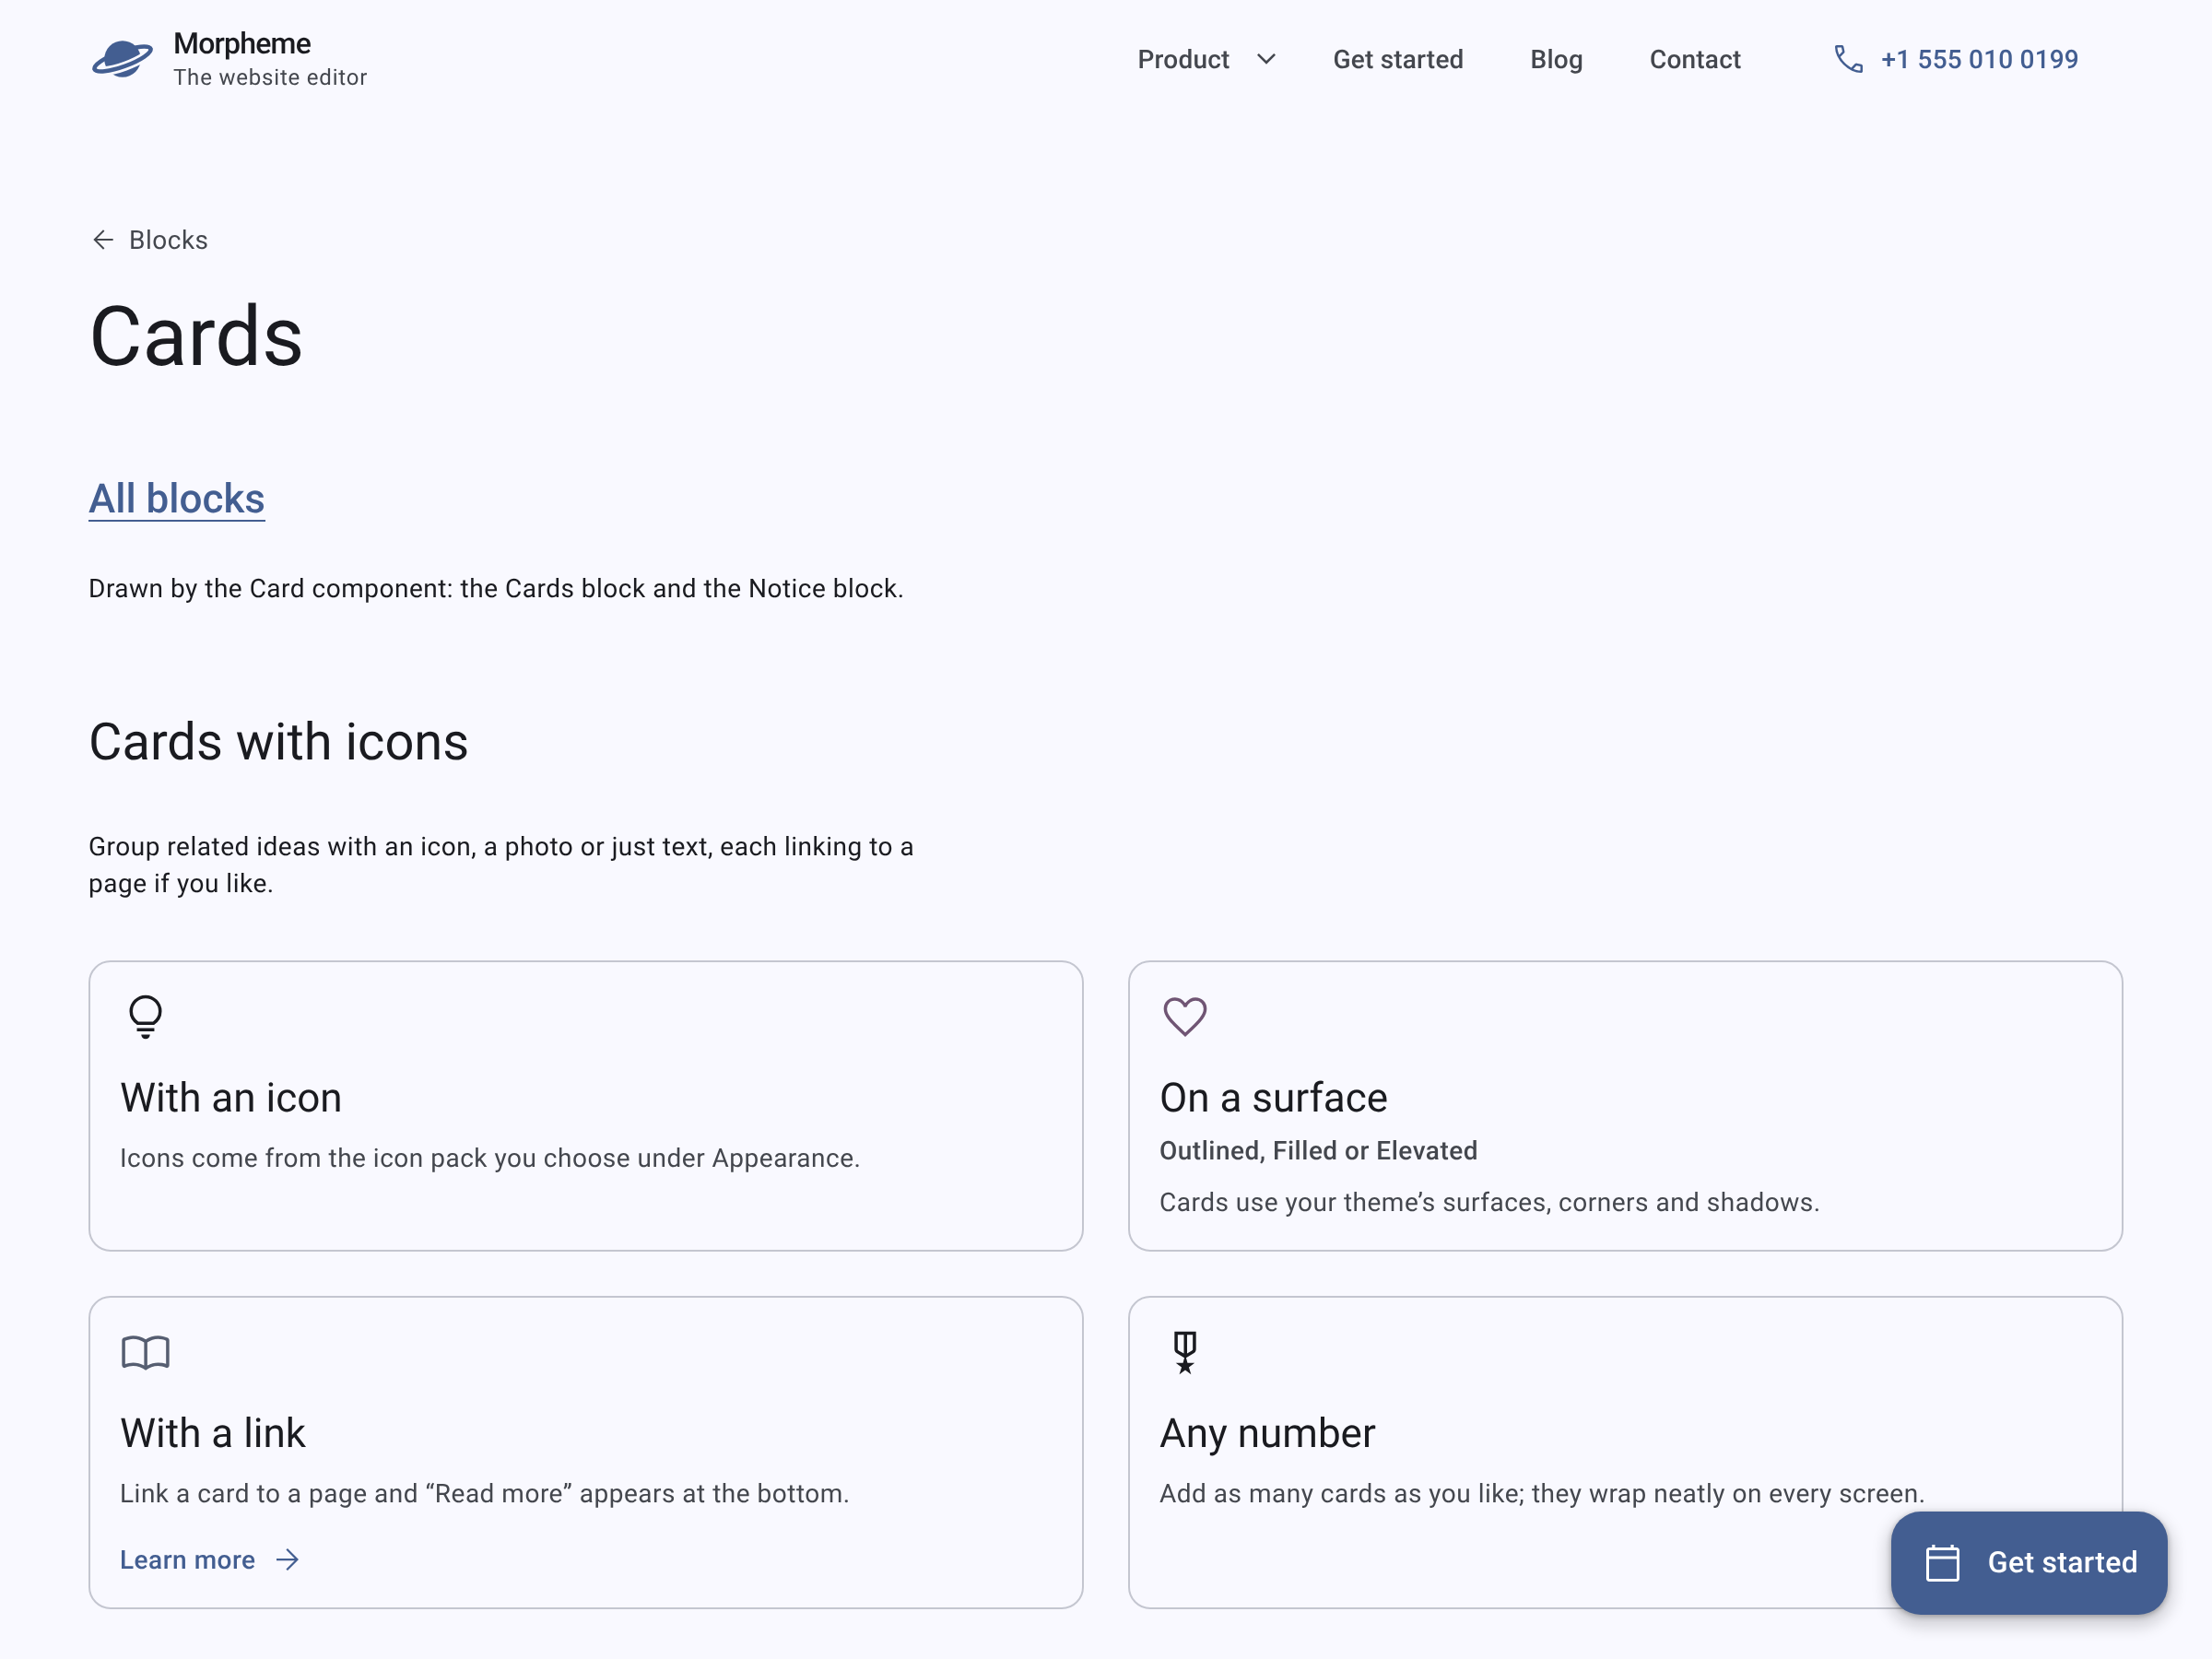 Morpheme
The website editor
Product
Get started
Blog
Contact
+1 555 010 0199
Blocks
Cards
All blocks
Drawn by the Card component: the Cards block and the Notice block.
Cards with icons
Group related ideas with an icon, a photo or just text, each linking to a
page if you like.
With an icon
Icons come from the icon pack you choose under Appearance.
On a surface
Outlined, Filled or Elevated
Cards use your theme’s surfaces, corners and shadows.
With a link
Link a card to a page and “Read more” appears at the bottom.
Learn more
Any number
Add as many cards as you like; they wrap neatly on every screen.
Get started